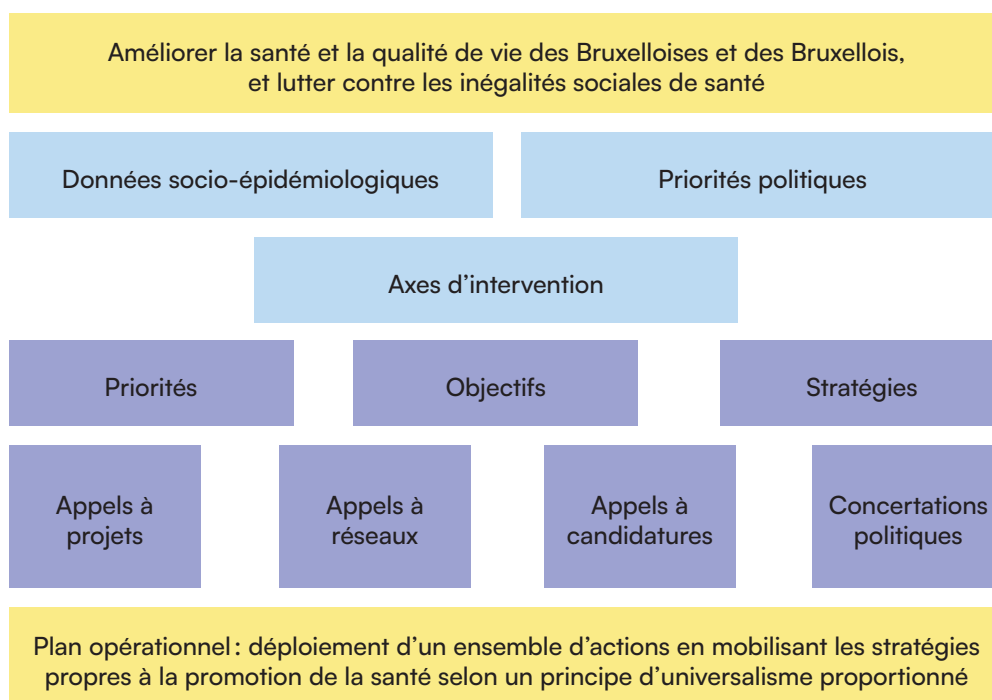 Améliorer la santé et la qualité de vie des Bruxelloises et des Bruxellois,
et lutter contre les inégalités sociales de santé
Données socio-épidémiologiques
Priorités politiques
Axes d’intervention
Priorités
Objectifs
Stratégies
Appels à
projets
Appels à
réseaux
Appels à
candidatures
Concertations
politiques
Plan opérationnel : déploiement d’un ensemble d’actions en mobilisant les stratégies
propres à la promotion de la santé selon un principe d’universalisme proportionné